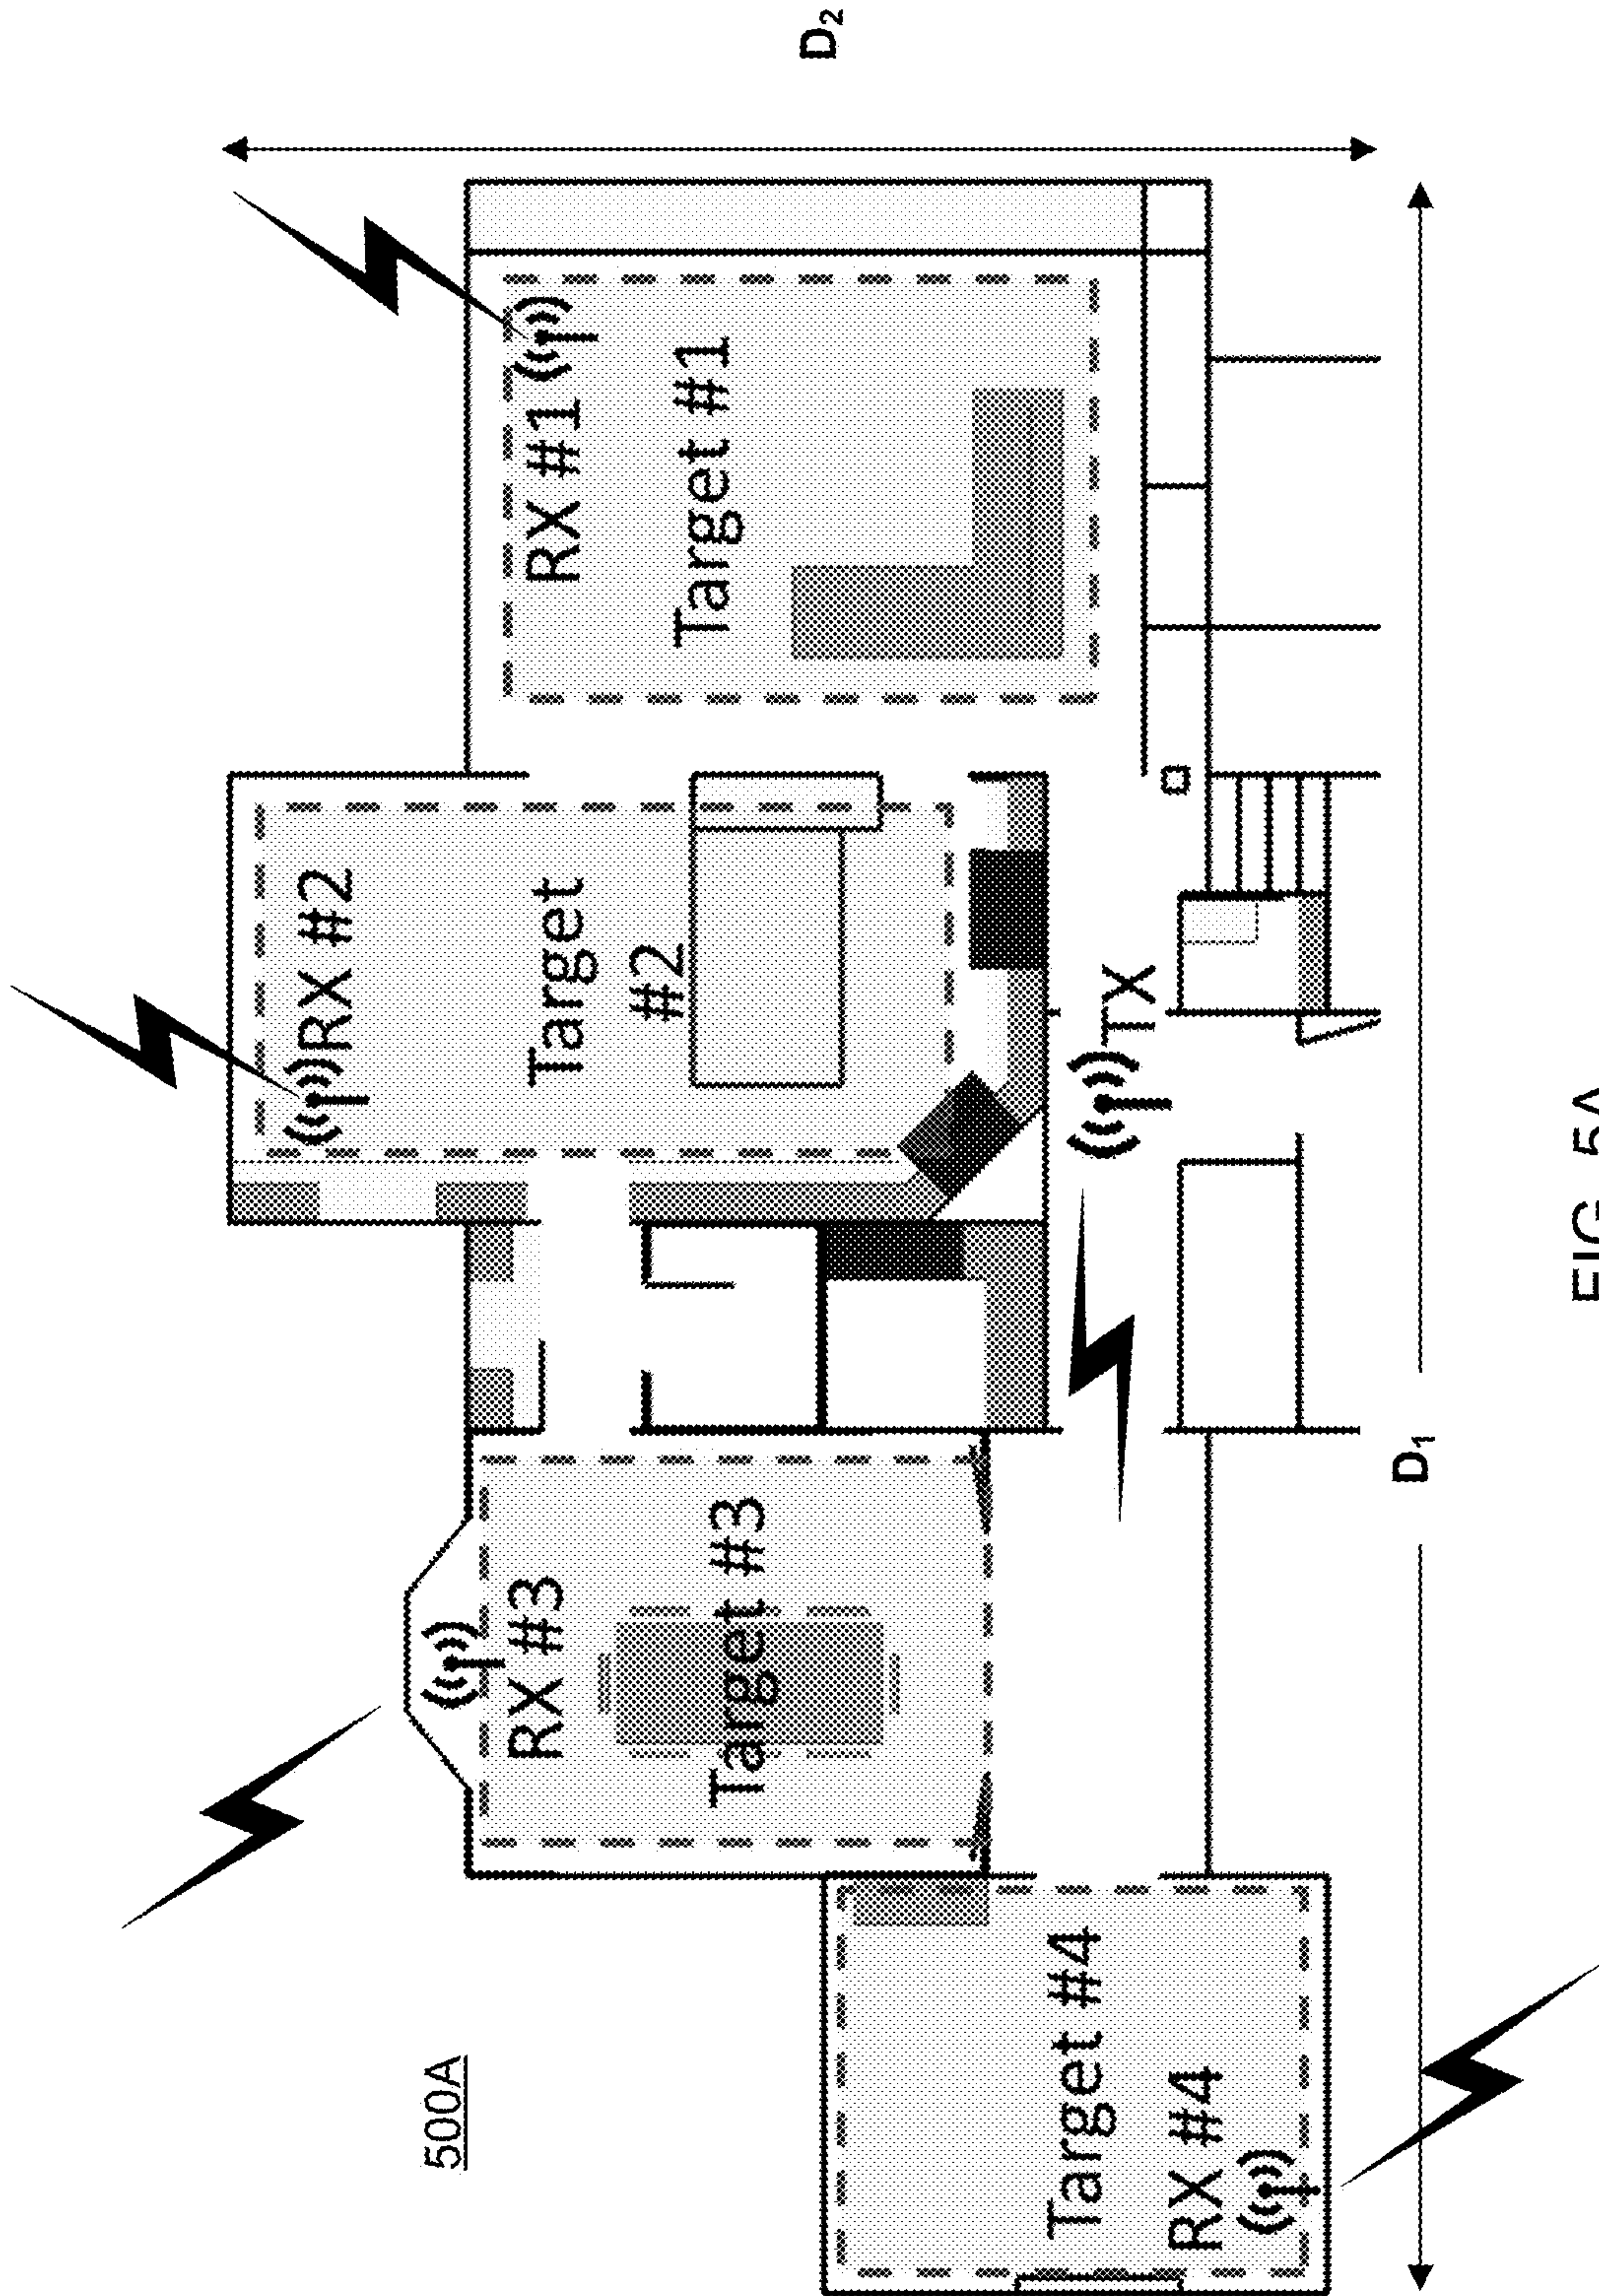 500A
RX #2
RX #3
RX #1
Target
#2
Target #1
Target #3
D₂
Target #4
RX #4
TX
D₁
FIG. 5A